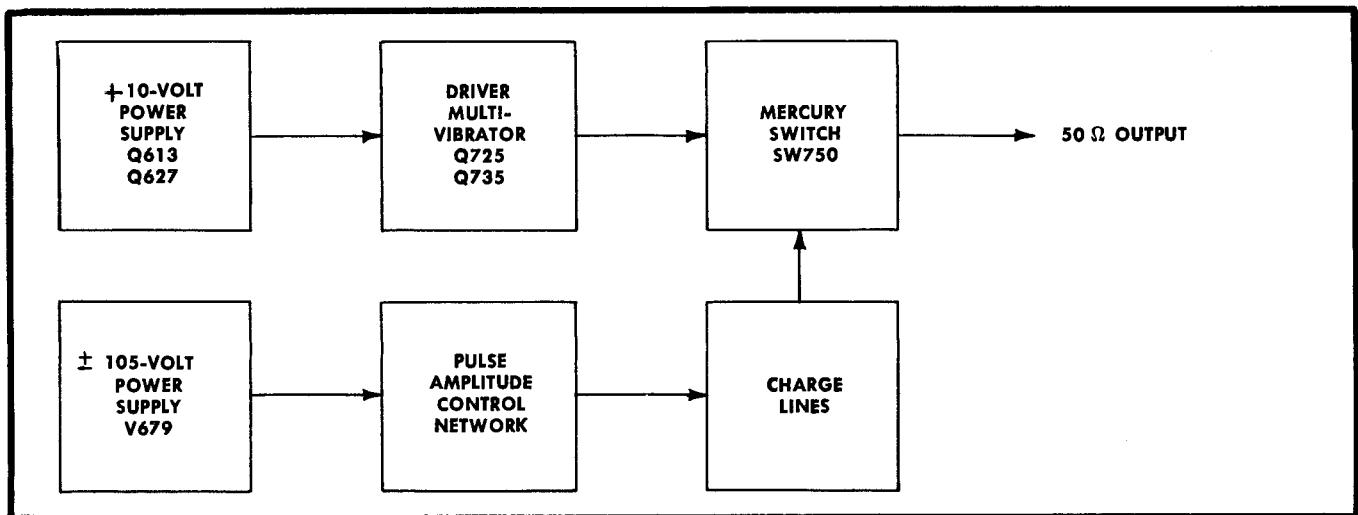 +10-VOLT
POWER
SUPPLY
Q613
Q627
DRIVER
MULTI-
VIBRATOR
Q725
Q735
MERCURY
SWITCH
SW750
50 Ω OUTPUT
± 105-VOLT
POWER
SUPPLY
V679
PULSE
AMPLITUDE
CONTROL
NETWORK
CHARGE
LINES